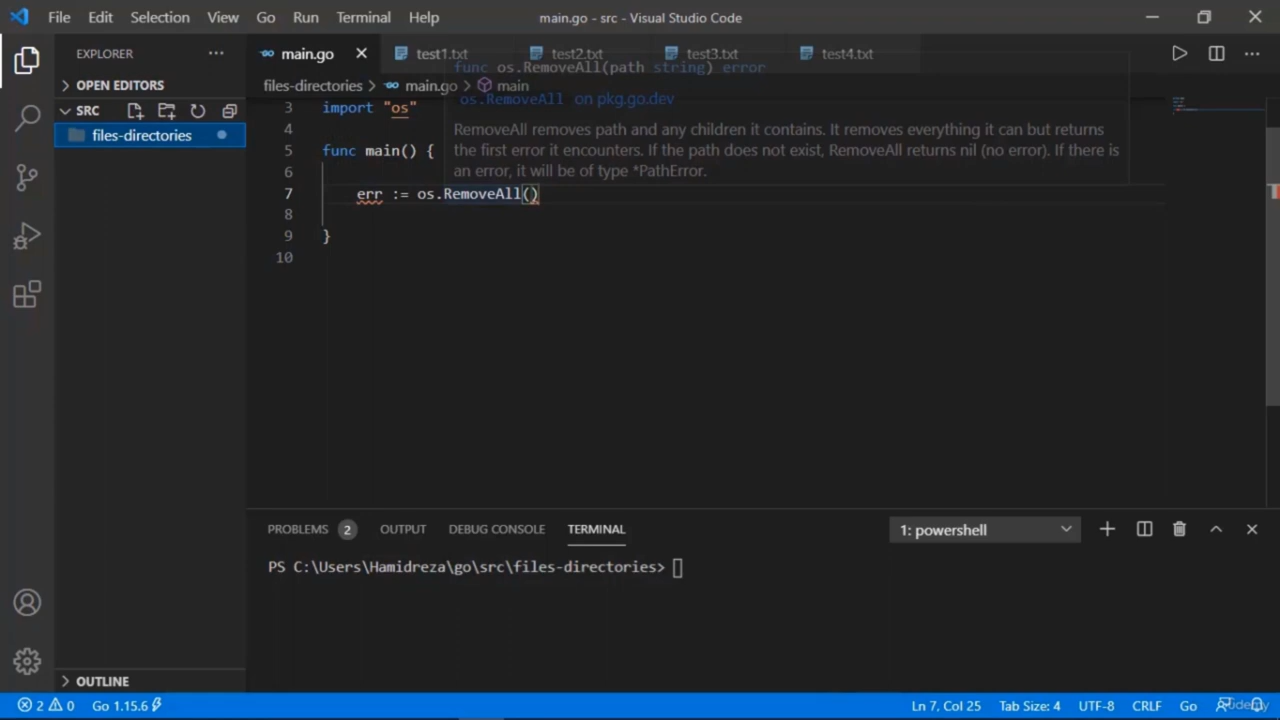 File Edit Selection View Go Run Terminal Help main.go - src - Visual Studio Code
EXPLORER
OPEN EDITORS
SRC
files-directories
OUTLINE
main.go test1.txt test2.txt test3.txt test4.txt
files-directories > main.go > main
func os.RemoveAll(path string) error
os.RemoveAll on pkg.go.dev
RemoveAll removes path and any children it contains. It removes everything it can but returns
the first error it encounters. If the path does not exist, RemoveAll returns nil (no error). If there is
an error, it will be of type *PathError.
3 import "os"
4
5 func main() {
6
7 err := os.RemoveAll()
8
9 }
10
PROBLEMS 2 OUTPUT DEBUG CONSOLE TERMINAL 1: powershell
PS C:\Users\Hamidreza\go\src\files-directories>
2 0 Go 1.15.6 Ln 7, Col 25 Tab Size: 4 UTF-8 CRLF Go
Udemy